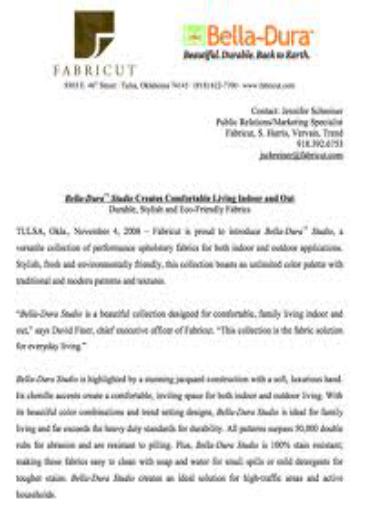 FABRICUT
Bella-Dura™
Beautiful. Durable. Back to Earth.
9303 E. 46th Street Tulsa, Oklahoma 74145 (918) 622-7700 www.fabricut.com
Contact: Jennifer
Public Relations/Marketing Specialist
Fabricut, S. Harris, Vervain, Trend
918.392.6753
Bella-Dura™ Studio Creates Comfortable Living Indoor and Out
Durable, Stylish and Eco-Friendly Fabrics
TULSA, Okla., November 4, 2008 – Fabricut is proud to introduce Bella-Dura™ Studio, a
versatile collection of performance upholstery fabrics for both indoor and outdoor applications.
Stylish, fresh and environmentally friendly, this collection boasts an unlimited color palette with
traditional and modern patterns and textures.
"Bella-Dura Studio is a beautiful collection designed for comfortable, family living indoor and
out," says David Finer, chief executive officer of Fabricut. "This collection is the fabric solution
for everyday living."
Bella-Dura Studio is highlighted by a stunning jacquard construction with a soft, luxurious hand.
Its chenille accents create a comfortable, inviting space for both indoor and outdoor living. With
its beautiful color combinations and trend setting designs, Bella-Dura Studio is ideal for family
living and far exceeds the heavy duty standards for durability. All patterns surpass 50,000 double
rubs for abrasion and are resistant to pilling. Plus, Bella-Dura Studio is 100% stain resistant,
making these fabrics easy to clean with soap and water for small spills or mild detergents for
tougher stains. Bella-Dura Studio creates an ideal solution for high-traffic areas and active
households.